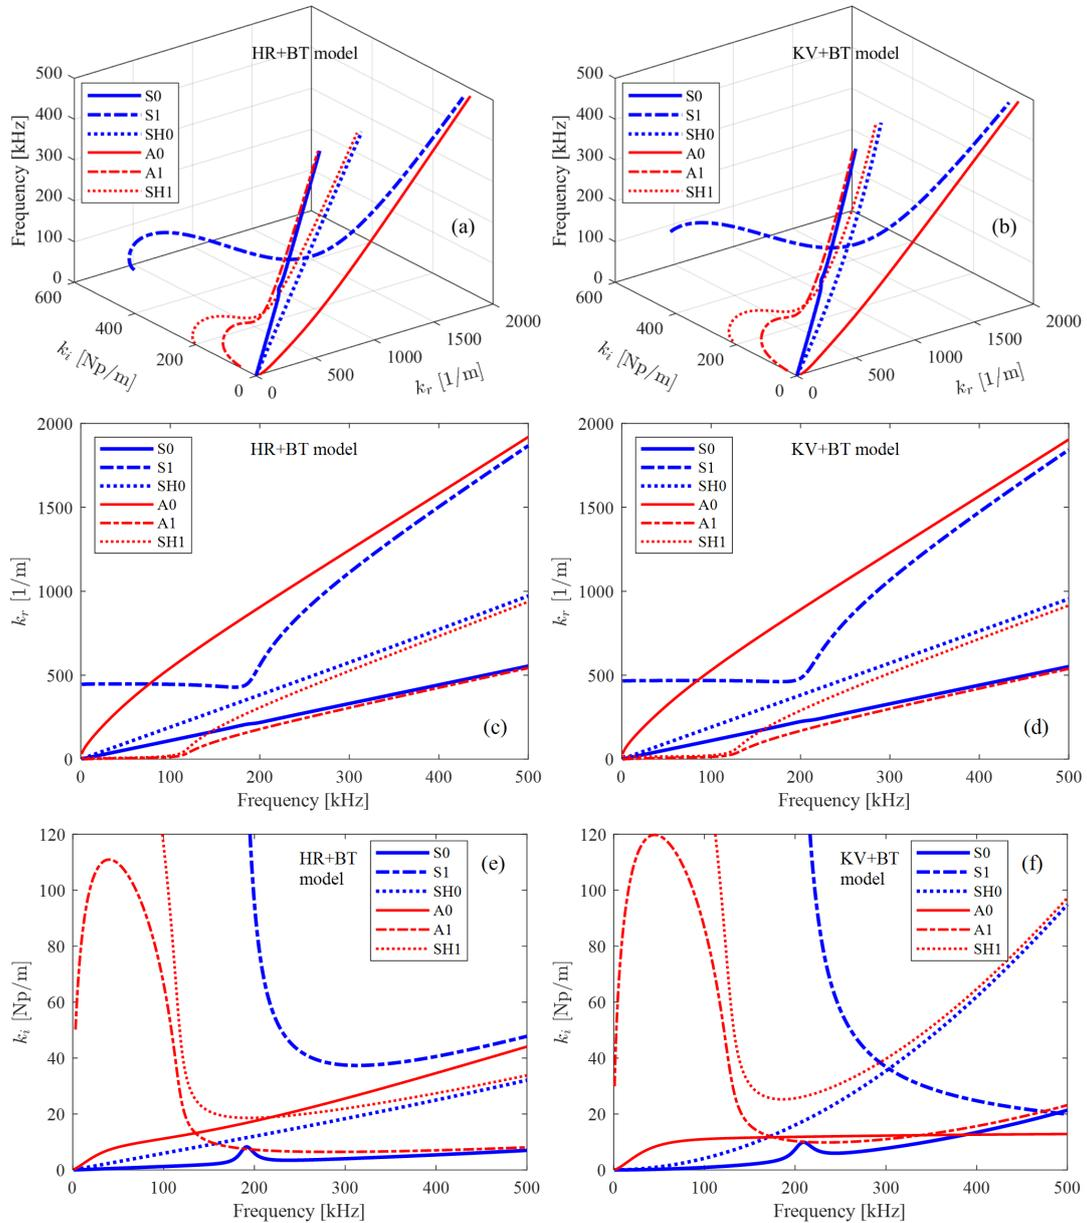 HR+BT model
S0
S1
SH0
A0
A1
SH1
(a)
Frequency [kHz]
500
400
300
200
100
0
600
400
200
0
k_i [Np/m]
0
500
1000
1500
2000
k_r [1/m]
KV+BT model
S0
S1
SH0
A0
A1
SH1
(b)
Frequency [kHz]
500
400
300
200
100
0
600
400
200
0
k_i [Np/m]
0
500
1000
1500
2000
k_r [1/m]
HR+BT model
S0
S1
SH0
A0
A1
SH1
(c)
k_r [1/m]
2000
1500
1000
500
0
0 100 200 300 400 500
Frequency [kHz]
KV+BT model
S0
S1
SH0
A0
A1
SH1
(d)
k_r [1/m]
2000
1500
1000
500
0
0 100 200 300 400 500
Frequency [kHz]
HR+BT
model
S0
S1
SH0
A0
A1
SH1
(e)
k_i [Np/m]
120
100
80
60
40
20
0
0 100 200 300 400 500
Frequency [kHz]
KV+BT
model
S0
S1
SH0
A0
A1
SH1
(f)
k_i [Np/m]
120
100
80
60
40
20
0
0 100 200 300 400 500
Frequency [kHz]